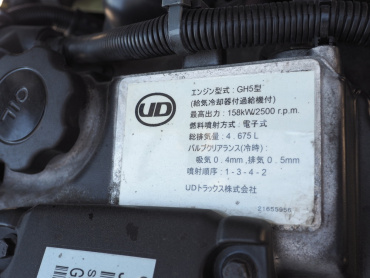 OIL
UD
エンジン型式:GH5型
(給気冷却器付過給機付)
最高出力:158kW/2500 r.p.m.
燃料噴射方式:電子式
総排気量:4.675L
バルブクリアランス(冷時):
吸気0.4mm,排気0.5mm
噴射順序:1-3-4-2
UDトラックス株式会社